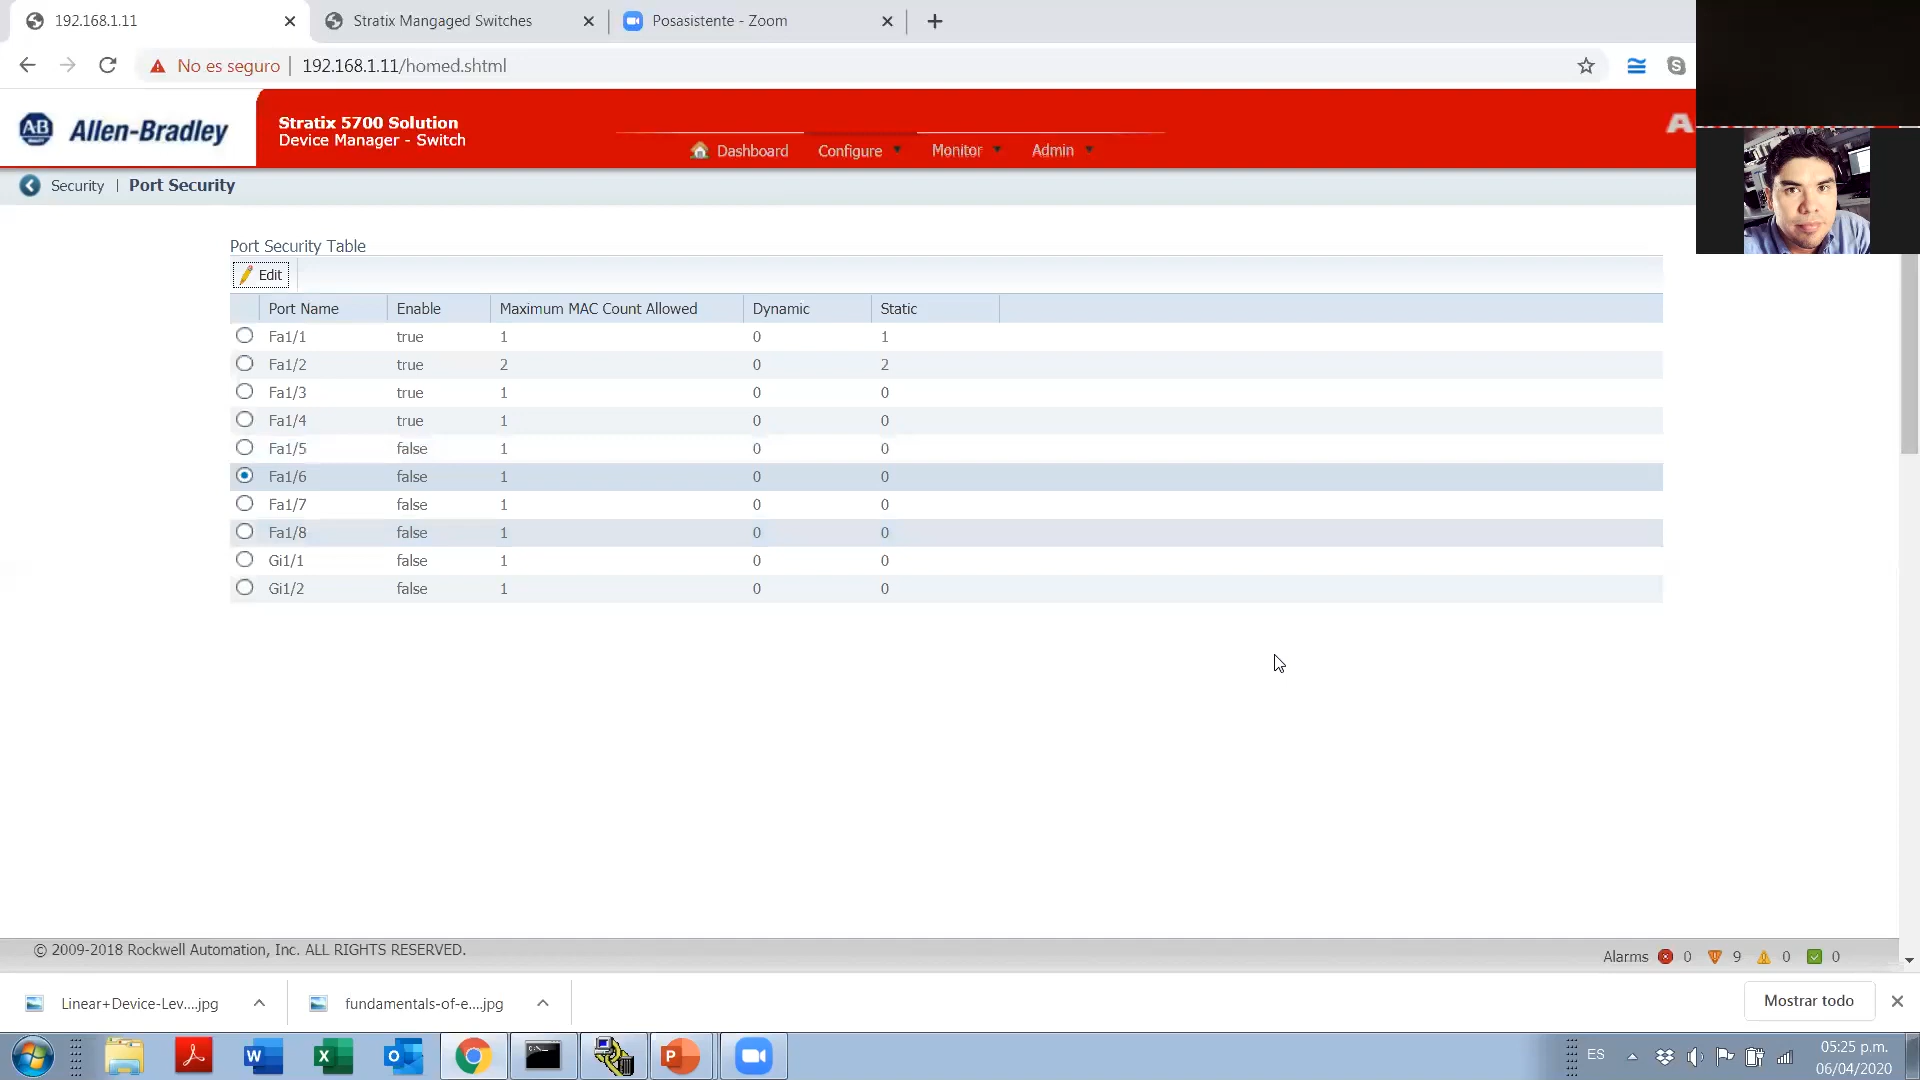 192.168.1.11
Stratix Mangaged Switches
Posasistente - Zoom
No es seguro
192.168.1.11/homed.shtml
AB Allen-Bradley
Stratix 5700 Solution
Device Manager - Switch
Dashboard
Configure
Monitor
Admin
Security | Port Security
Port Security Table
Edit
Port Name Enable Maximum MAC Count Allowed Dynamic Static
Fa1/1 true 1 0 1
Fa1/2 true 2 0 2
Fa1/3 true 1 0 0
Fa1/4 true 1 0 0
Fa1/5 false 1 0 0
Fa1/6 false 1 0 0
Fa1/7 false 1 0 0
Fa1/8 false 1 0 0
Gi1/1 false 1 0 0
Gi1/2 false 1 0 0
© 2009-2018 Rockwell Automation, Inc. ALL RIGHTS RESERVED.
Alarms 0 9 0 0
Linear+Device-Lev....jpg
fundamentals-of-e....jpg
Mostrar todo
ES
05:25 p.m.
06/04/2020